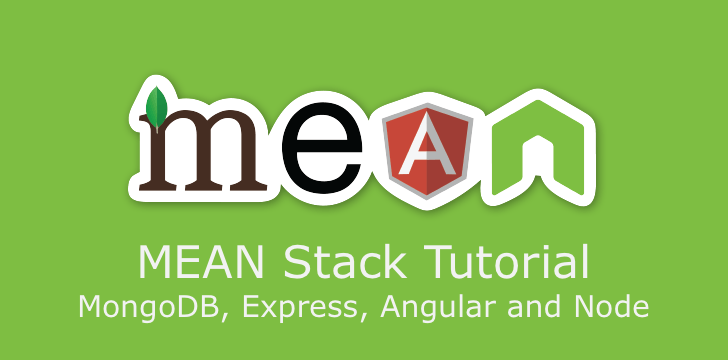 mean
MEAN Stack Tutorial
MongoDB, Express, Angular and Node